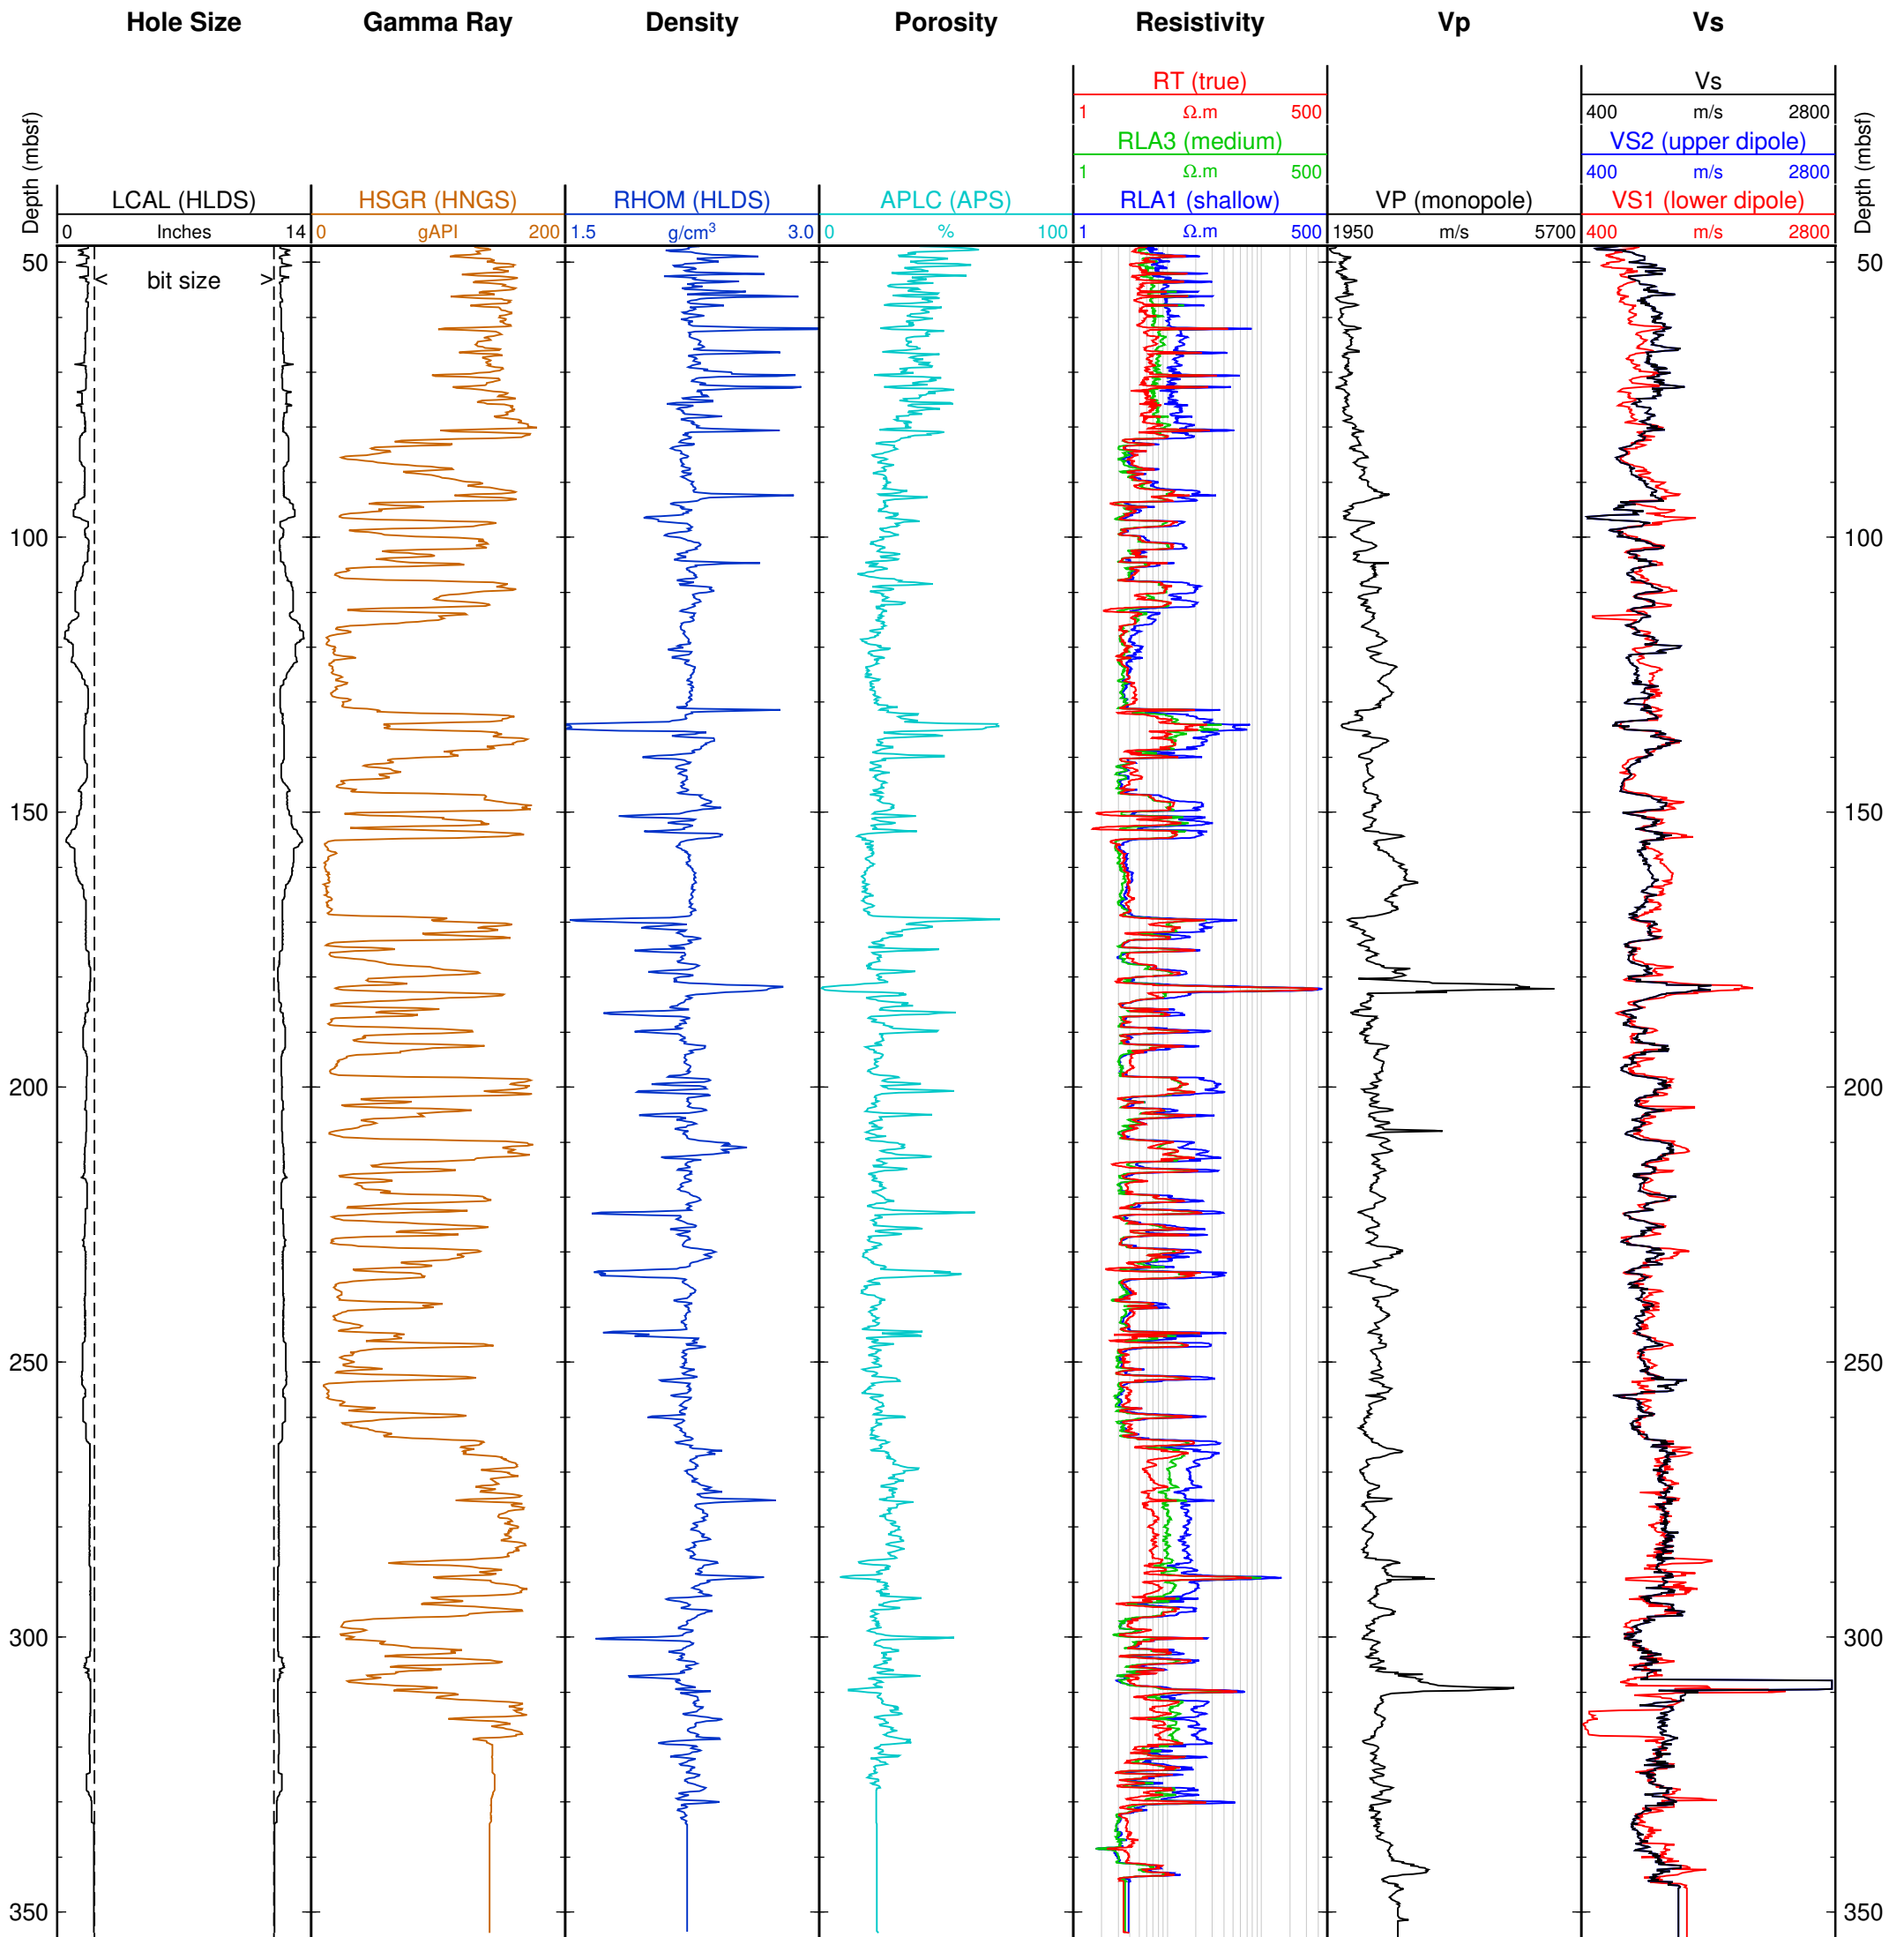 Hole Size Gamma Ray Density Porosity Resistivity Vp Vs
RT (true) Vs
1 Ω.m 500 400 m/s 2800
RLA3 (medium) VS2 (upper dipole)
1 Ω.m 500 400 m/s 2800
LCAL (HLDS) HSGR (HNGS) RHOM (HLDS) APLC (APS) RLA1 (shallow) VP (monopole) VS1 (lower dipole)
0 Inches 14 0 gAPI 200 1.5 g/cm³ 3.0 0 % 100 1 Ω.m 500 1950 m/s 5700 400 m/s 2800
Depth (mbsf) Depth (mbsf)
50 50
< bit size >
100 100
150 150
200 200
250 250
300 300
350 350